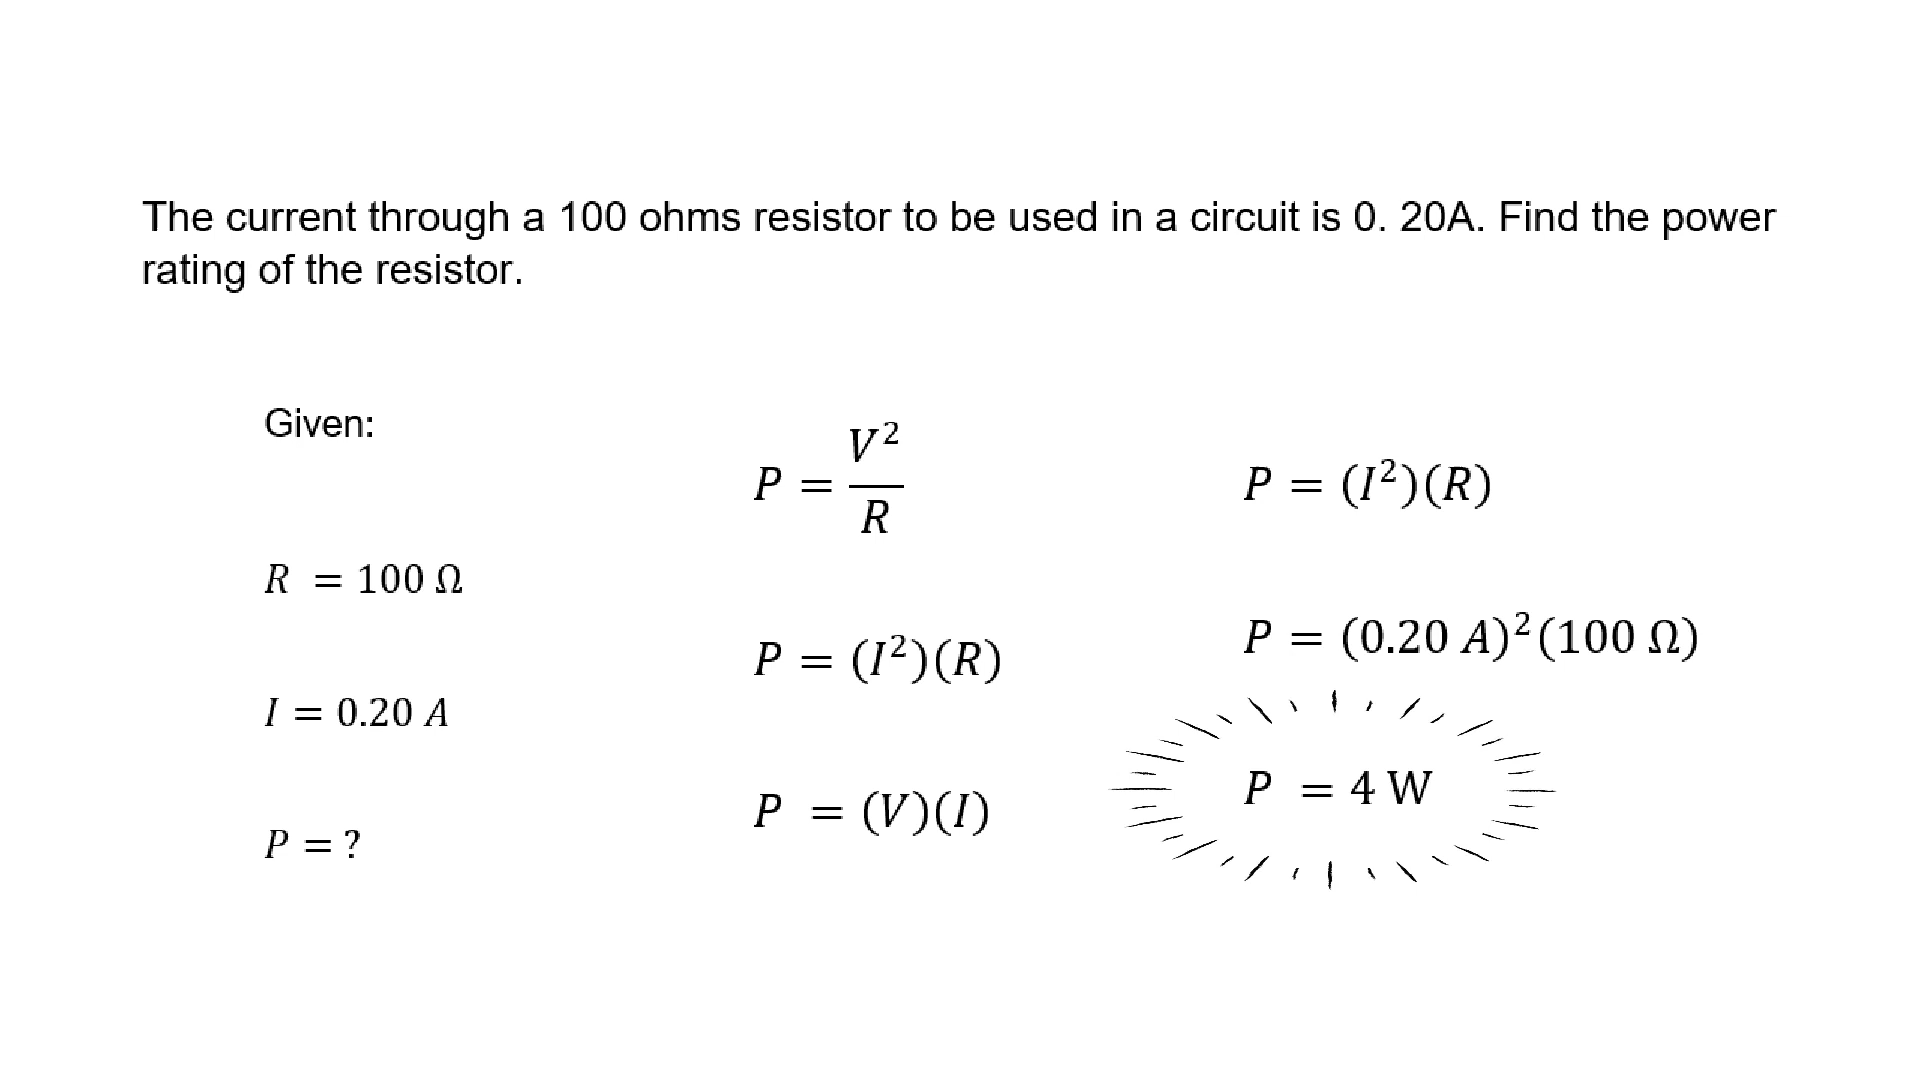 The current through a 100 ohms resistor to be used in a circuit is 0. 20A. Find the power
rating of the resistor.
Given:
R = 100 Ω
I = 0.20 A
P = ?
P = V²/R
P = (I²)(R)
P = (V)(I)
P = (I²)(R)
P = (0.20 A)²(100 Ω)
P = 4 W